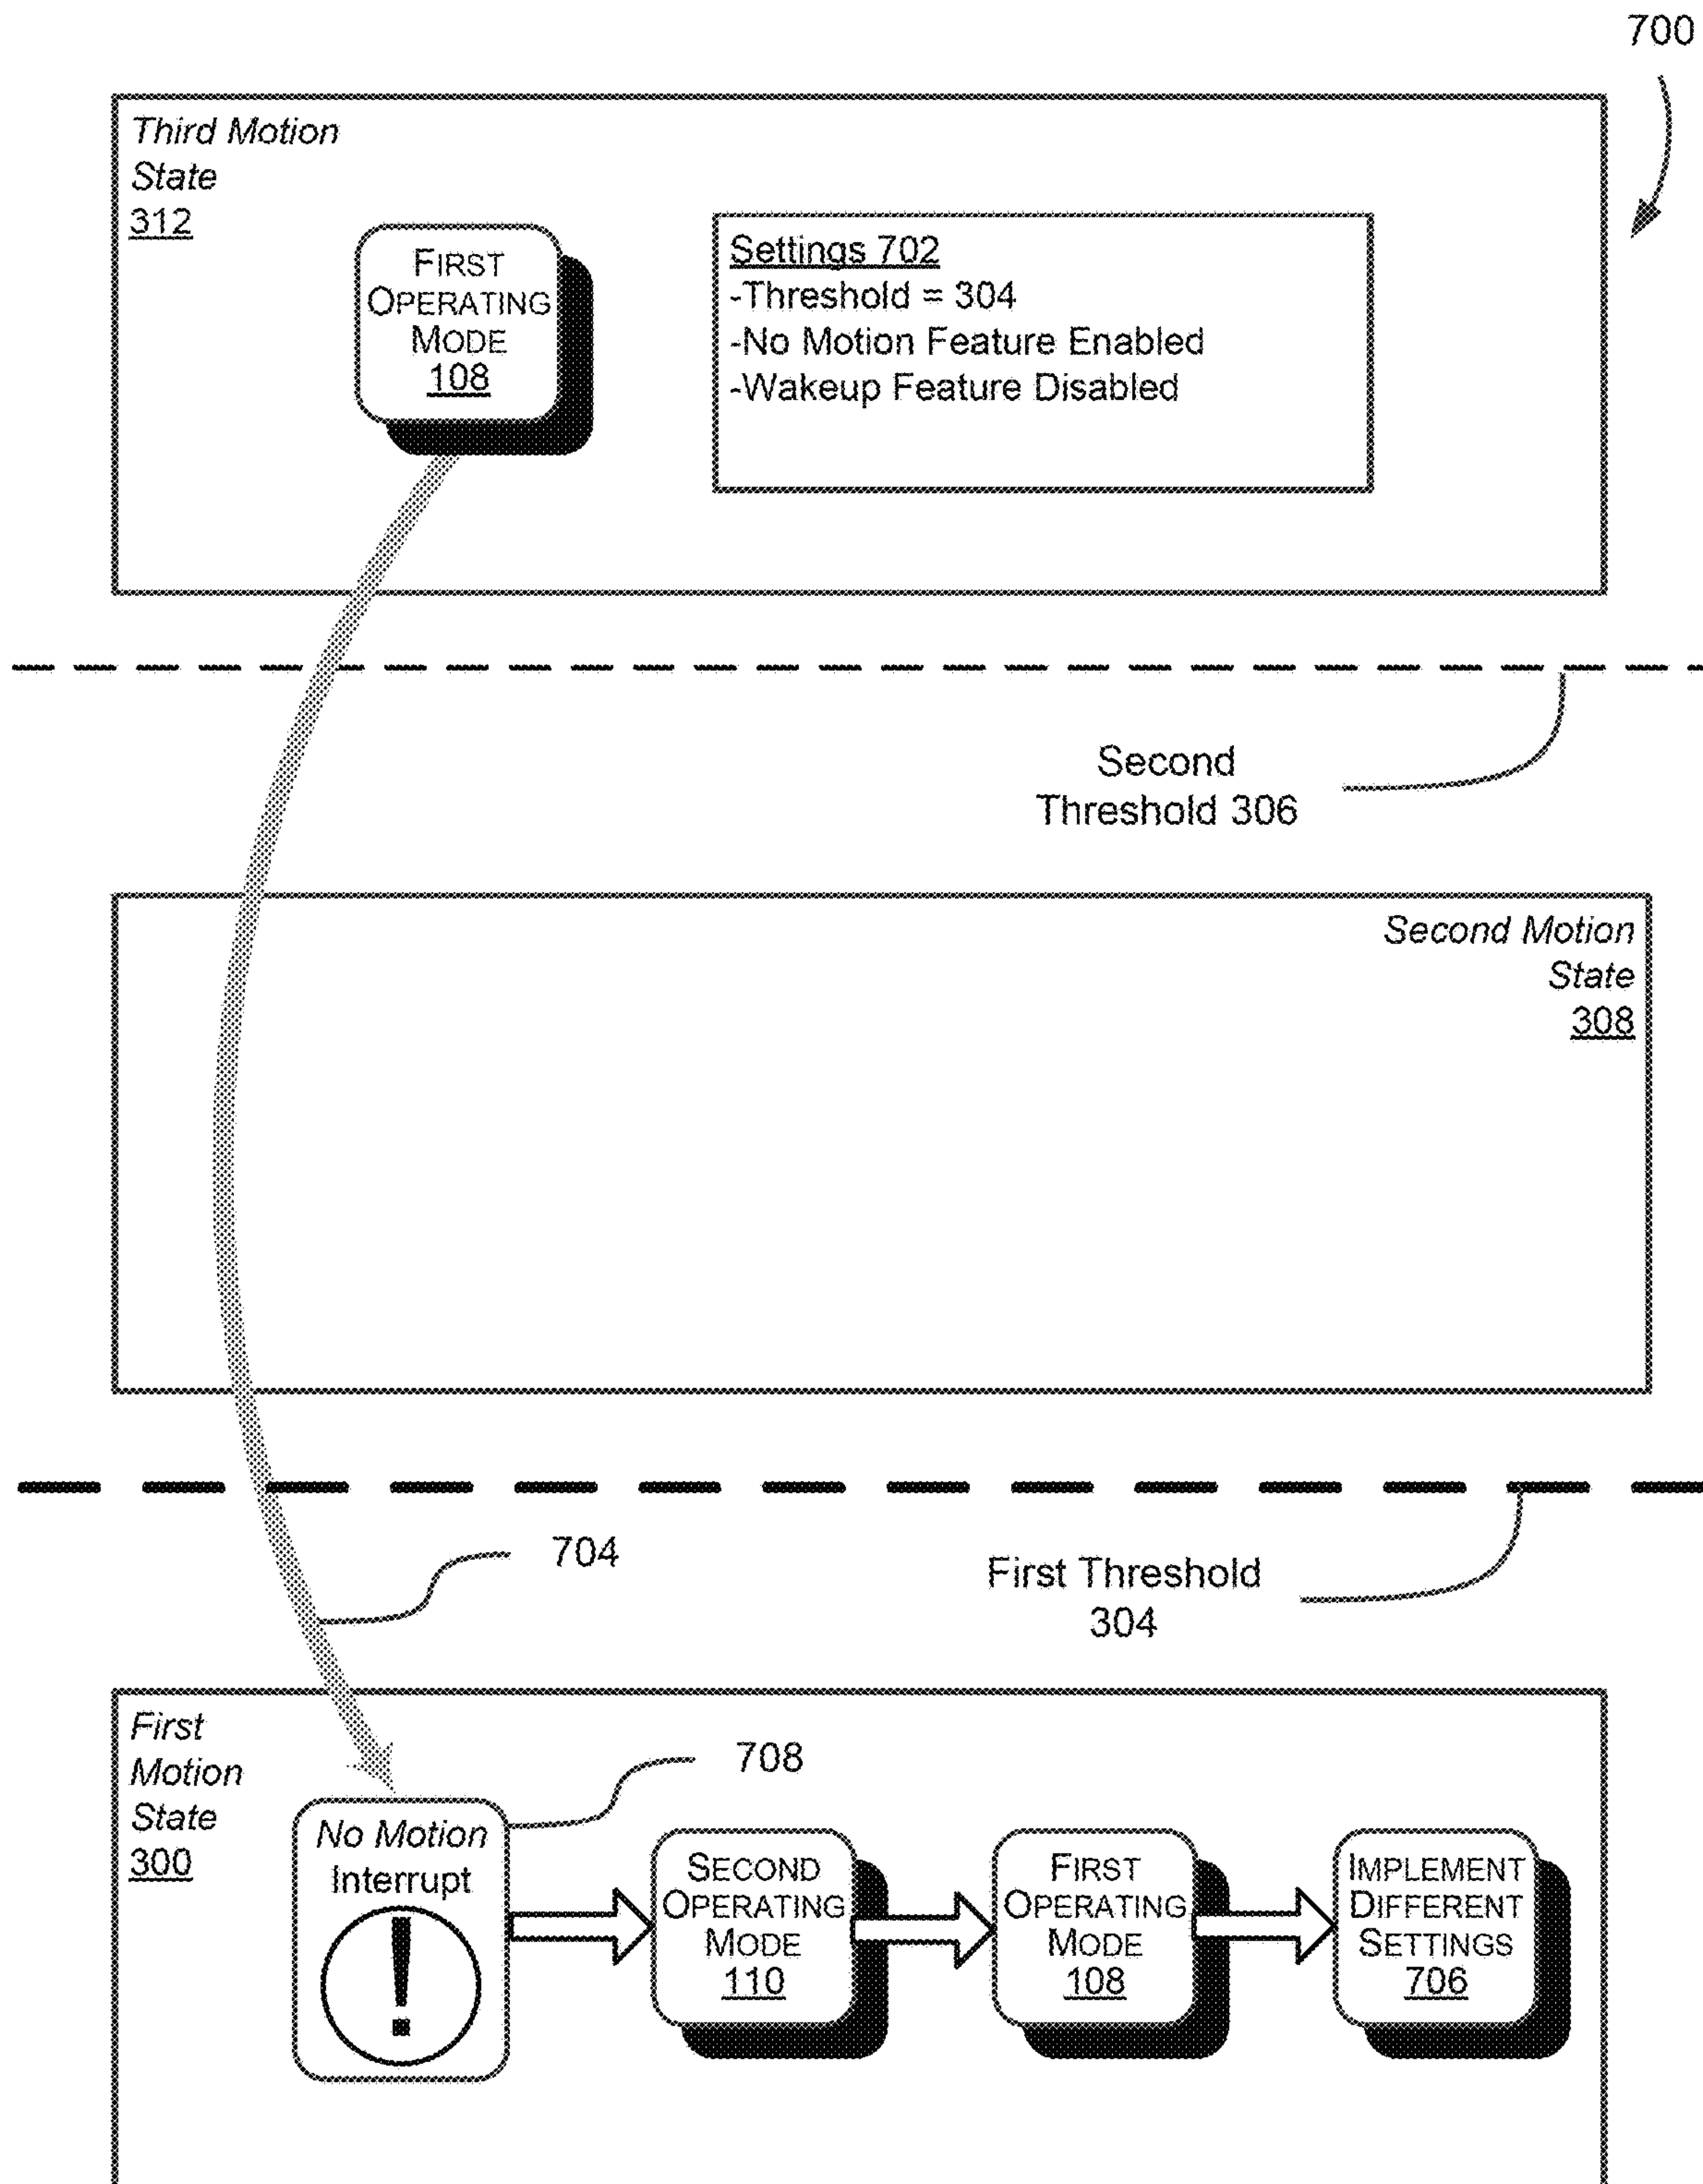 700
Third Motion
State
312
FIRST
OPERATING
MODE
108
Settings 702
-Threshold = 304
-No Motion Feature Enabled
-Wakeup Feature Disabled
Second
Threshold 306
Second Motion
State
308
704
First Threshold
304
First
Motion
State
300
708
No Motion
Interrupt
!
SECOND
OPERATING
MODE
110
FIRST
OPERATING
MODE
108
IMPLEMENT
DIFFERENT
SETTINGS
706